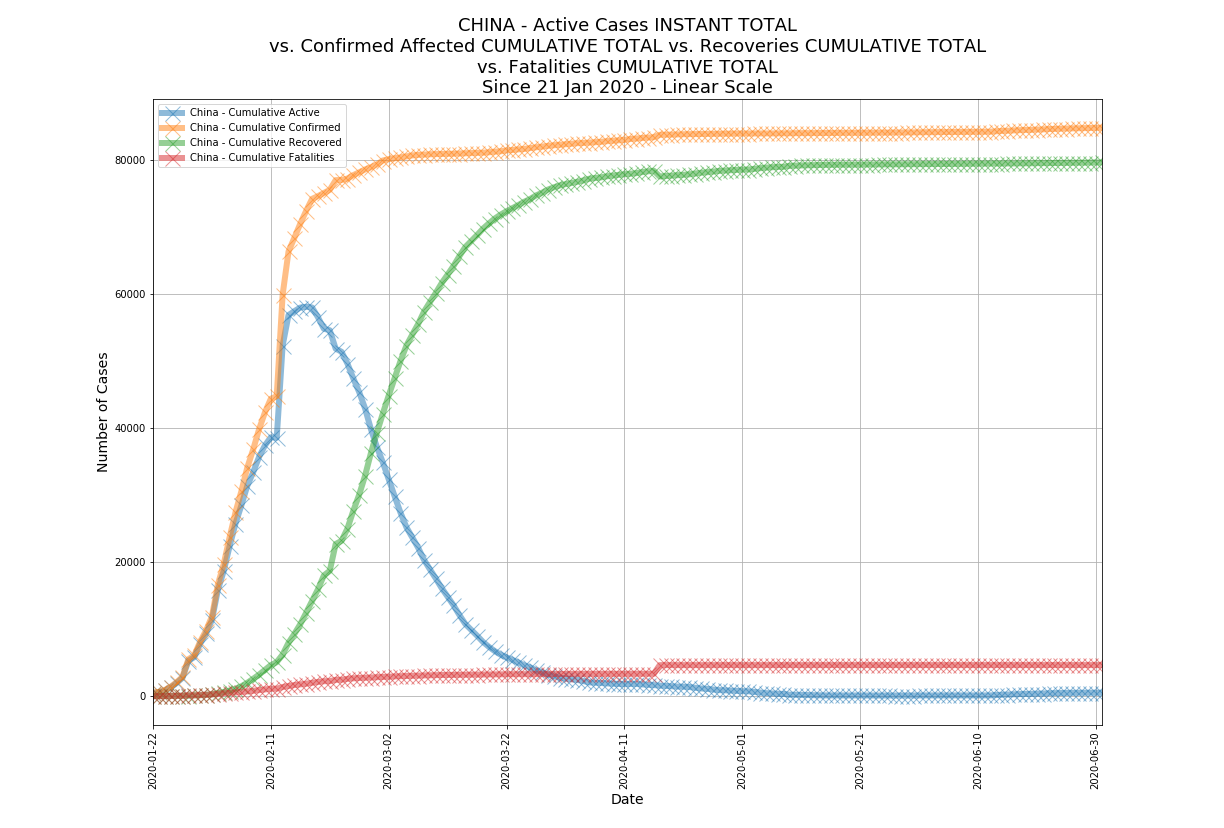 CHINA - Active Cases INSTANT TOTAL
vs. Confirmed Affected CUMULATIVE TOTAL vs. Recoveries CUMULATIVE TOTAL
vs. Fatalities CUMULATIVE TOTAL
Since 21 Jan 2020 - Linear Scale
China - Cumulative Active
China - Cumulative Confirmed
China - Cumulative Recovered
China - Cumulative Fatalities
80000
60000
40000
20000
0
Number of Cases
2020-01-22
2020-02-11
2020-03-02
2020-03-22
2020-04-11
2020-05-01
2020-05-21
2020-06-10
2020-06-30
Date